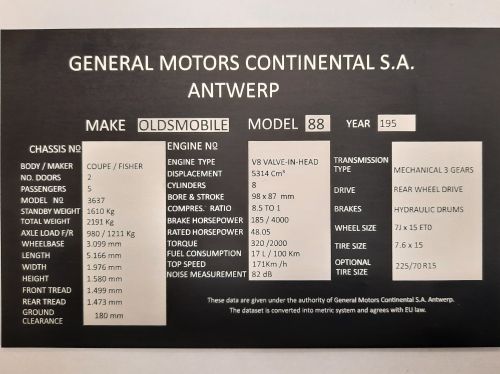 GENERAL MOTORS CONTINENTAL S.A.
ANTWERP
MAKE OLDSMOBILE MODEL 88 YEAR 195
CHASSIS Nº
BODY / MAKER COUPE / FISHER
NO. DOORS 2
PASSENGERS 5
MODEL Nº 3637
STANDBY WEIGHT 1610 Kg
TOTAL WEIGHT 2191 Kg
AXLE LOAD F/R 980 / 1211 Kg
WHEELBASE 3.099 mm
LENGTH 5.166 mm
WIDTH 1.976 mm
HEIGHT 1.580 mm
FRONT TREAD 1.499 mm
REAR TREAD 1.473 mm
GROUND
CLEARANCE 180 mm
ENGINE Nº
ENGINE TYPE V8 VALVE-IN-HEAD
DISPLACEMENT 5314 Cm³
CYLINDERS 8
BORE & STROKE 98 x 87 mm
COMPRES. RATIO 8.5 TO 1
BRAKE HORSEPOWER 185 / 4000
RATED HORSEPOWER 48.05
TORQUE 320 /2000
FUEL CONSUMPTION 17 L / 100 Km
TOP SPEED 171Km /h
NOISE MEASUREMENT 82 dB
TRANSMISSION
TYPE MECHANICAL 3 GEARS
DRIVE REAR WHEEL DRIVE
BRAKES HYDRAULIC DRUMS
WHEEL SIZE 7J x 15 ET0
TIRE SIZE 7.6 x 15
OPTIONAL
TIRE SIZE 225/70 R15
These data are given under the authority of General Motors Continental S.A. Antwerp.
The dataset is converted into metric system and agrees with EU law.